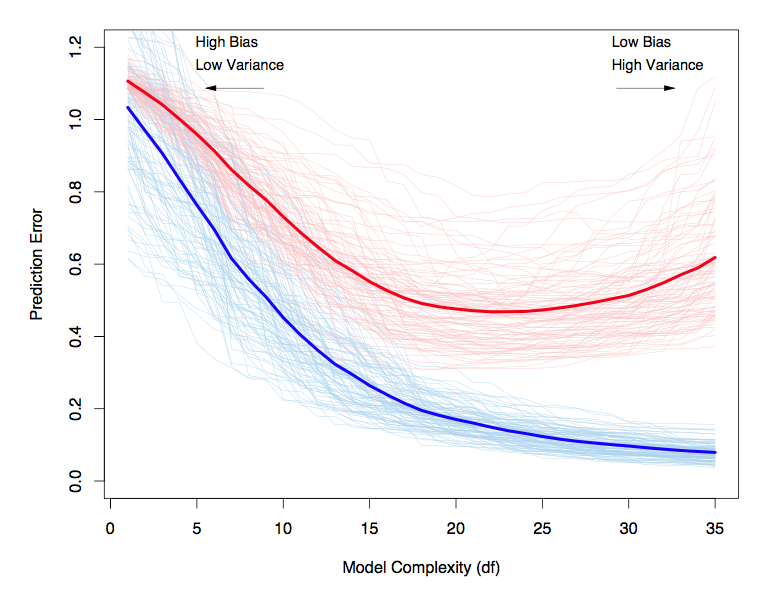 High Bias
Low Variance
Low Bias
High Variance
Prediction Error
1.2
1.0
0.8
0.6
0.4
0.2
0.0
0 5 10 15 20 25 30 35
Model Complexity (df)